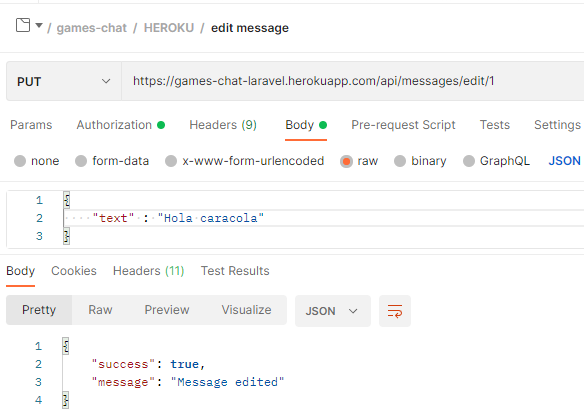 / games-chat / HEROKU / edit message
PUT https://games-chat-laravel.herokuapp.com/api/messages/edit/1
Params Authorization Headers (9) Body Pre-request Script Tests Settings
none form-data x-www-form-urlencoded raw binary GraphQL JSON
1 {
2 "text" : "Hola caracola"
3 }
Body Cookies Headers (11) Test Results
Pretty Raw Preview Visualize JSON
1 {
2 "success": true,
3 "message": "Message edited"
4 }